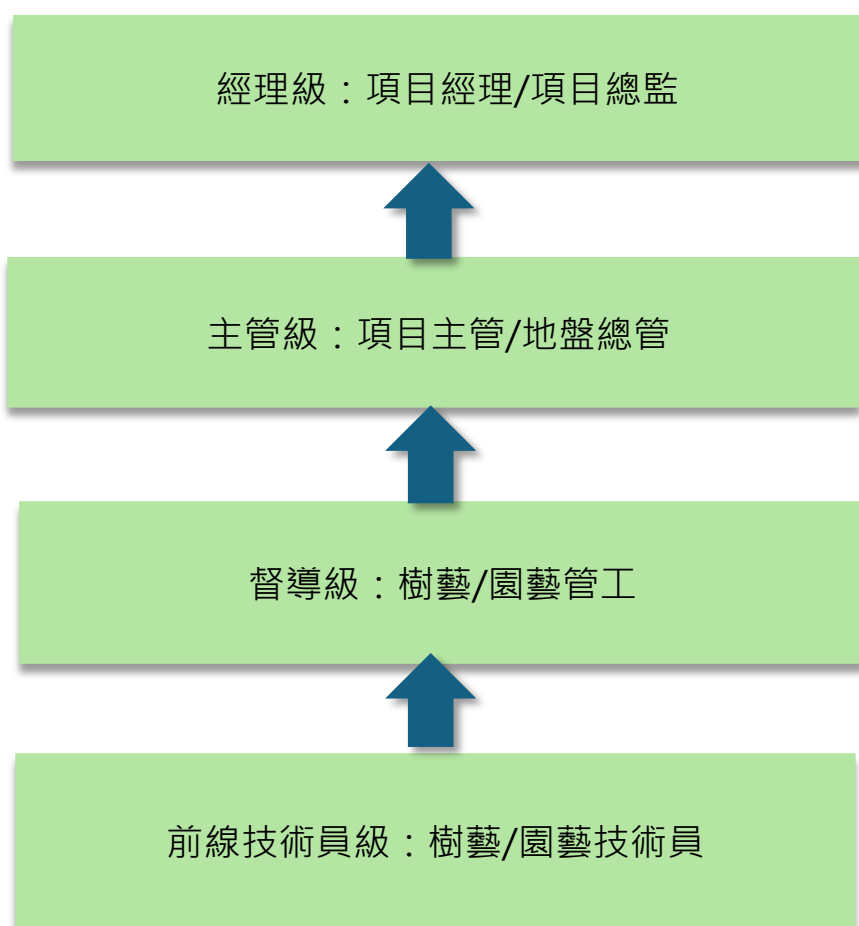 經理級：項目經理/項目總監
主管級：項目主管/地盤總管
督導級：樹藝/園藝管工
前線技術員級：樹藝/園藝技術員